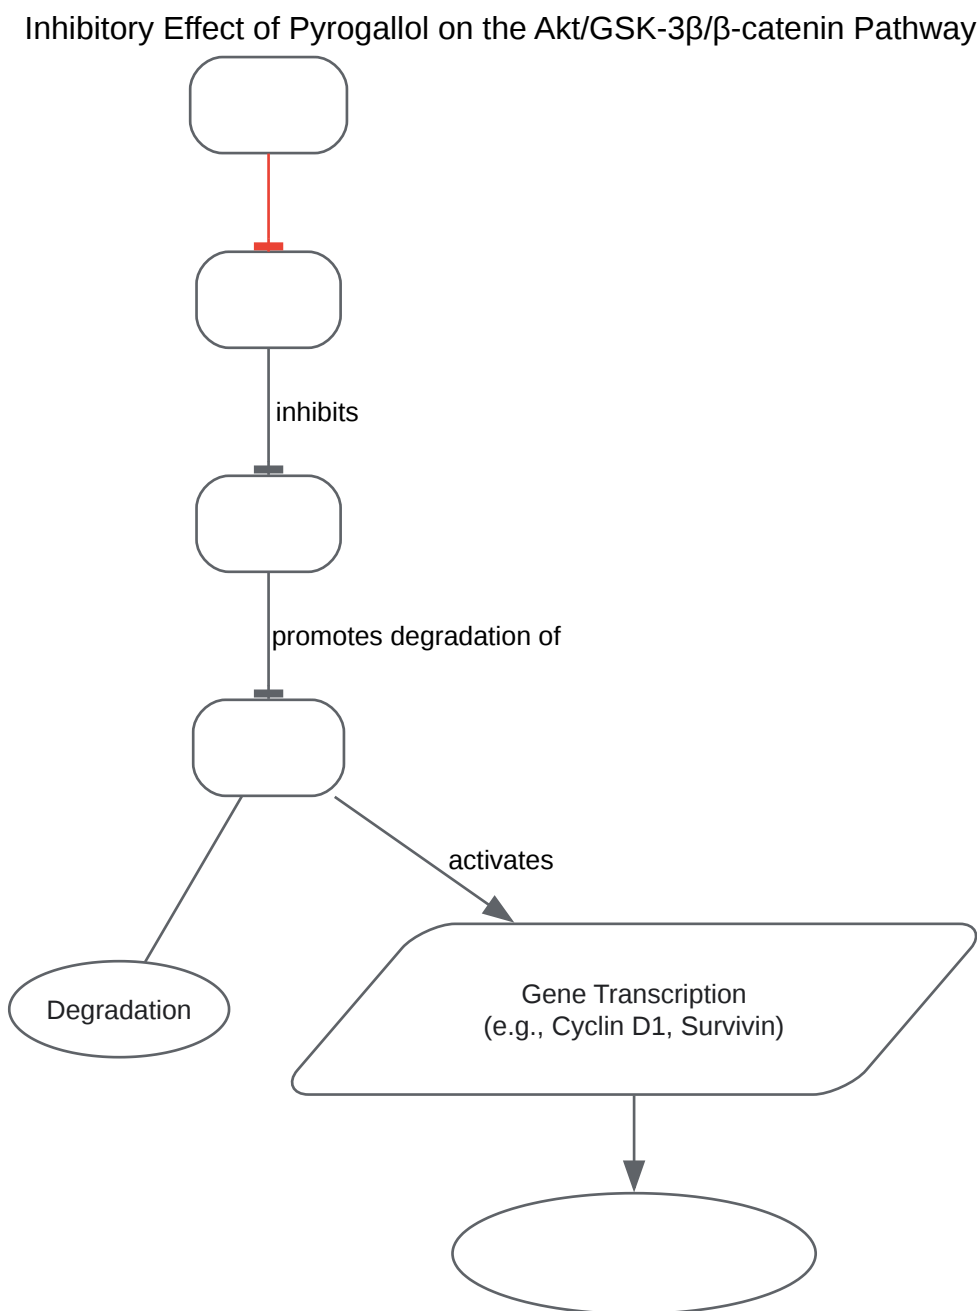 Inhibitory Effect of Pyrogallol on the Akt/GSK-3β/β-catenin Pathway
inhibits
promotes degradation of
activates
Degradation
Gene Transcription
(e.g., Cyclin D1, Survivin)